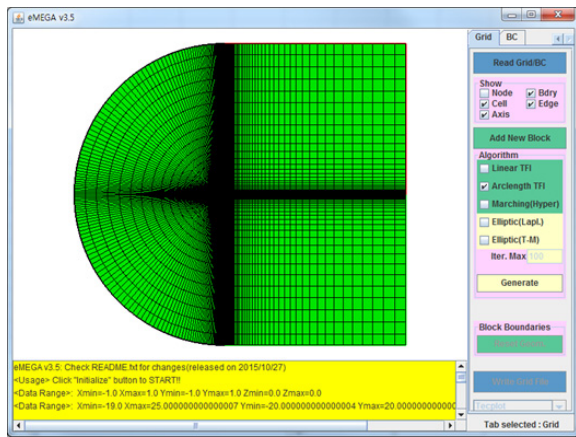 eMEGA v3.5
Grid BC
Read Grid/BC
Show
Node Bdry
Cell Edge
Axis
Add New Block
Algorithm
Linear TFI
Arclength TFI
Marching(Hyper)
Elliptic(Lapl.)
Elliptic(T-M)
Iter. Max 100
Generate
Block Boundaries
Write Grid File
Tecplot
Tab selected : Grid
eMEGA v3.5: Check README.txt for changes(released on 2015/10/27)
<Usage> Click "Initialize" button to START!!
<Data Range>: Xmin=-1.0 Xmax=1.0 Ymin=-1.0 Ymax=1.0 Zmin=0.0 Zmax=0.0
<Data Range>: Xmin=-19.0 Xmax=25.000000000000007 Ymin=-20.000000000000004 Ymax=20.000000000000